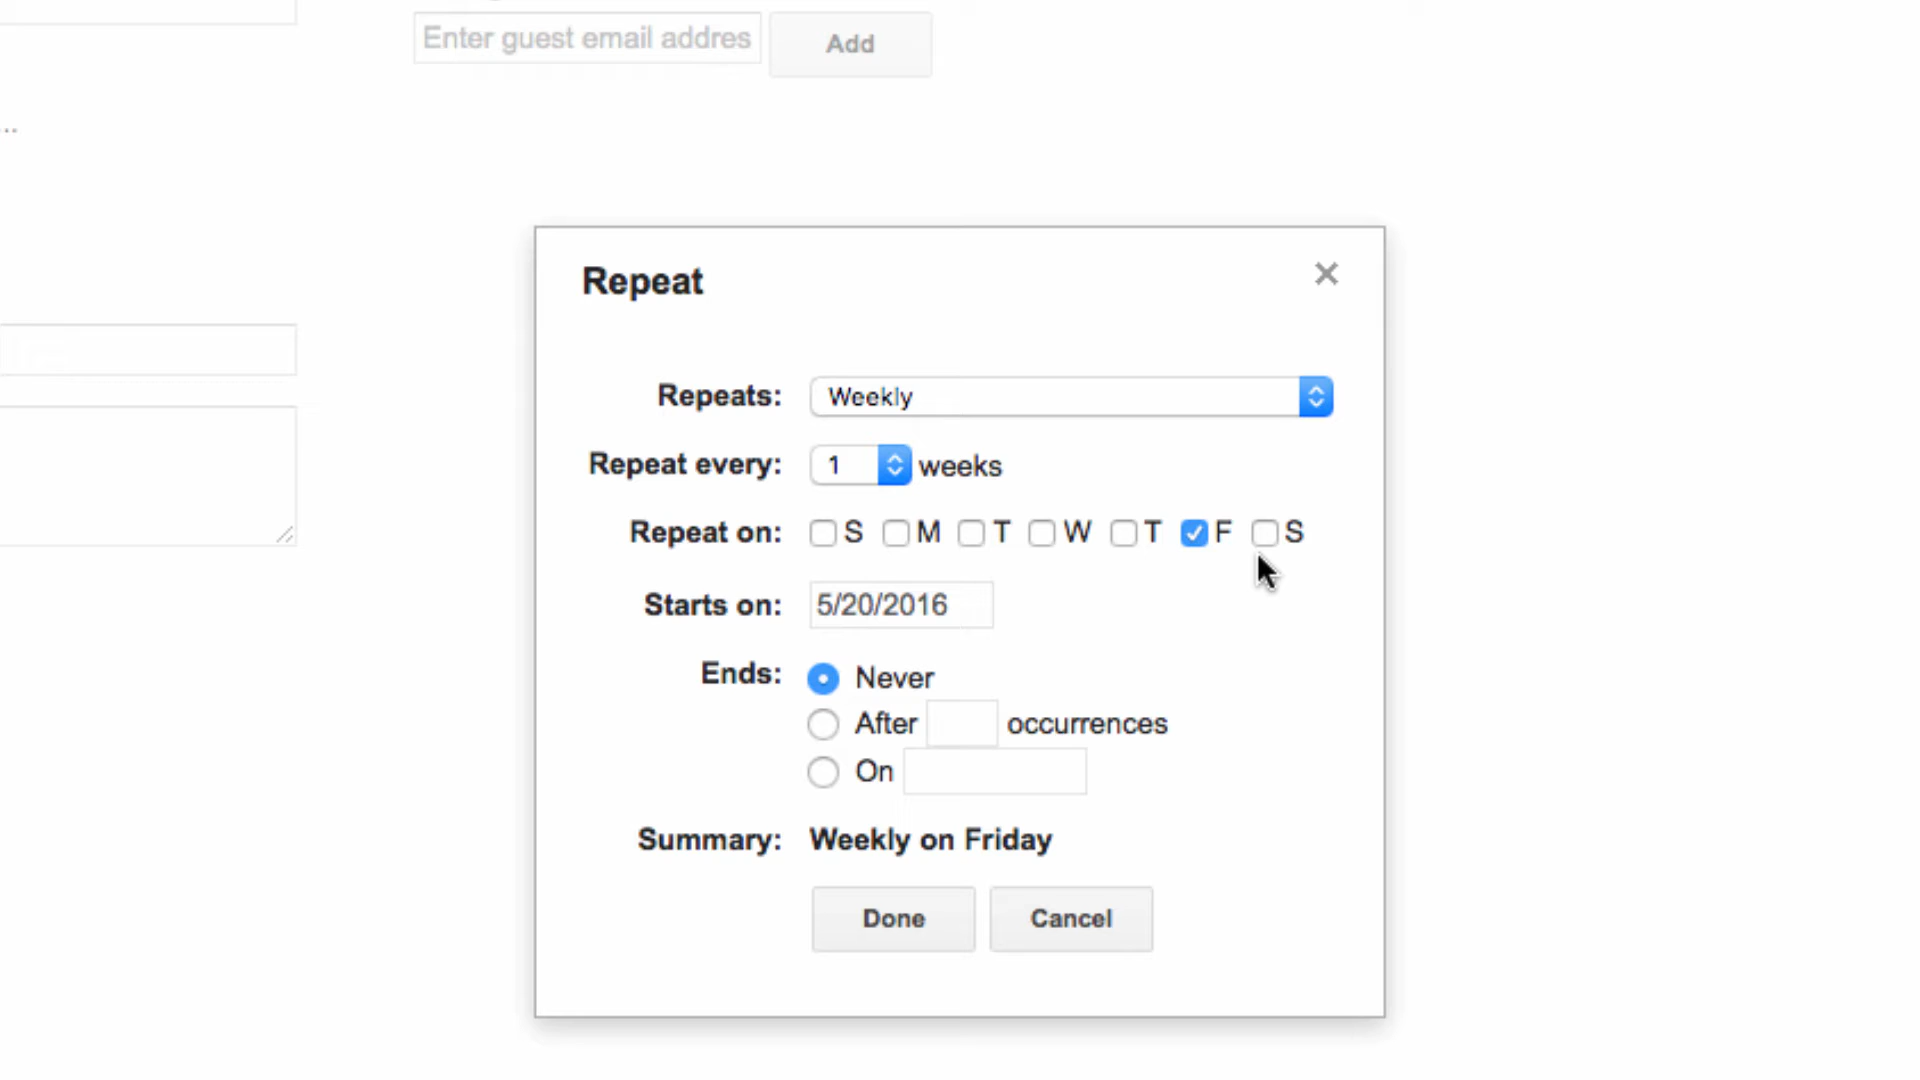 Enter guest email addres Add
...
Repeat
Repeats: Weekly
Repeat every: 1 weeks
Repeat on: S M T W T F S
Starts on: 5/20/2016
Ends: Never
After occurrences
On
Summary: Weekly on Friday
Done Cancel